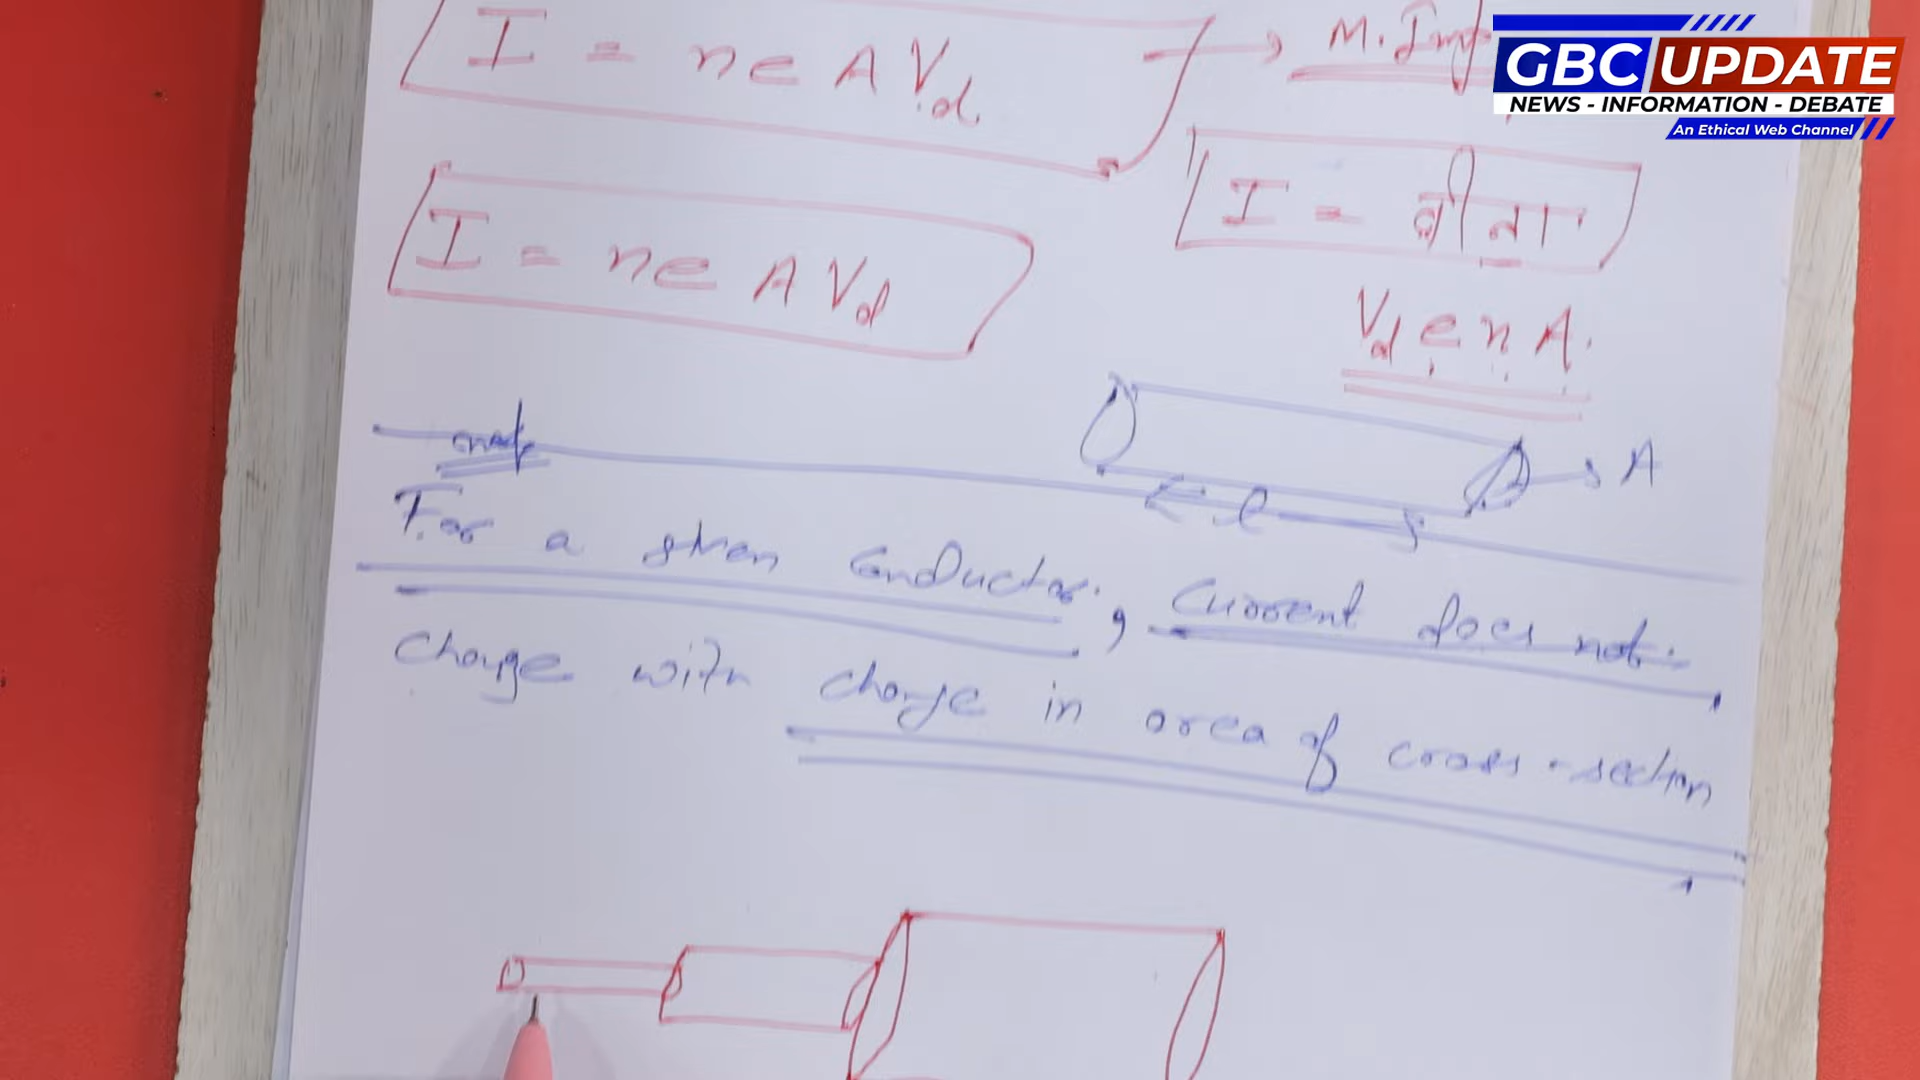 I = neAVd → M. Imp
GBC UPDATE
NEWS - INFORMATION - DEBATE
An Ethical Web Channel
I = वीना
I = neAVd
Vd e n A.
A
l
For a given conductor, current does not
change with change in area of cross-section